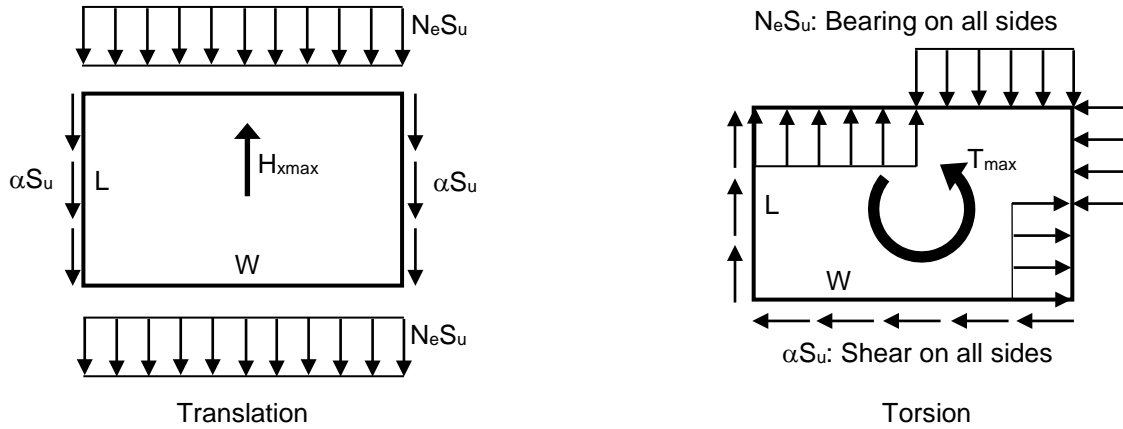 NₑSᵤ
αSᵤ
L
Hₓₘₐₓ
αSᵤ
W
NₑSᵤ
Translation
NₑSᵤ: Bearing on all sides
Tₘₐₓ
L
W
αSᵤ: Shear on all sides
Torsion